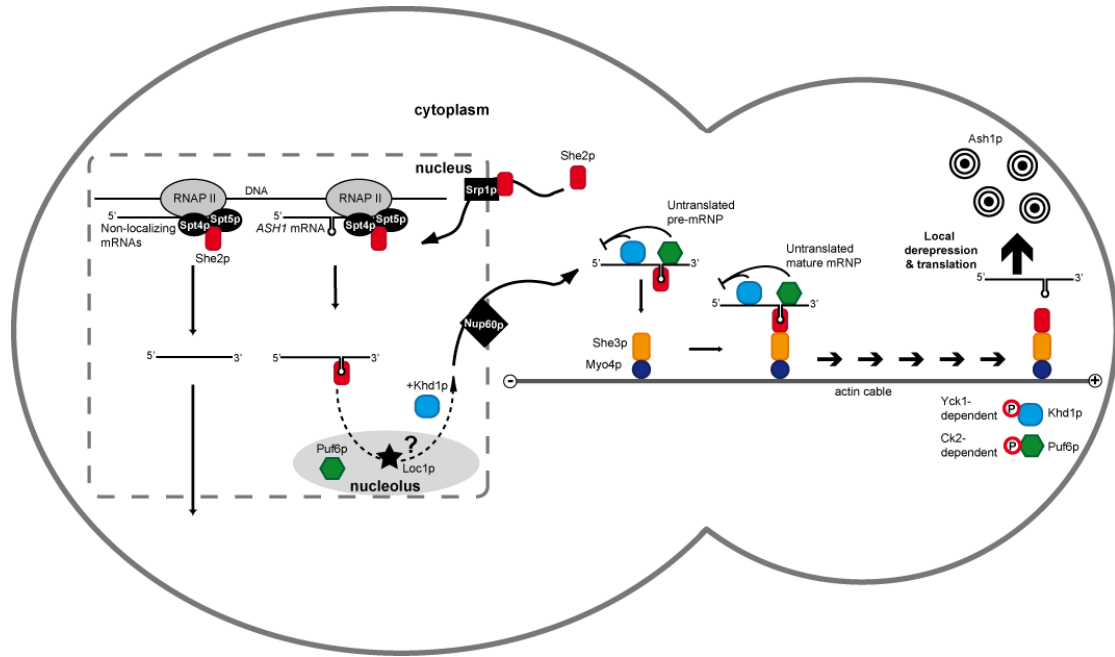 cytoplasm
nucleus
She2p
Srp1p
RNAP II
DNA
RNAP II
5'
Spt4p
Spt5p
Non-localizing
mRNAs
She2p
5'
ASH1 mRNA
Spt4p
Spt5p
5'
3'
5'
3'
+Khd1p
Nup60p
Puf6p
?
Loc1p
nucleolus
Untranslated
pre-mRNP
5'
3'
Untranslated
mature mRNP
5'
3'
She3p
Myo4p
-
actin cable
+
Ash1p
Local
derepression
& translation
5'
3'
Yck1-
dependent
P
Khd1p
Ck2-
dependent
P
Puf6p